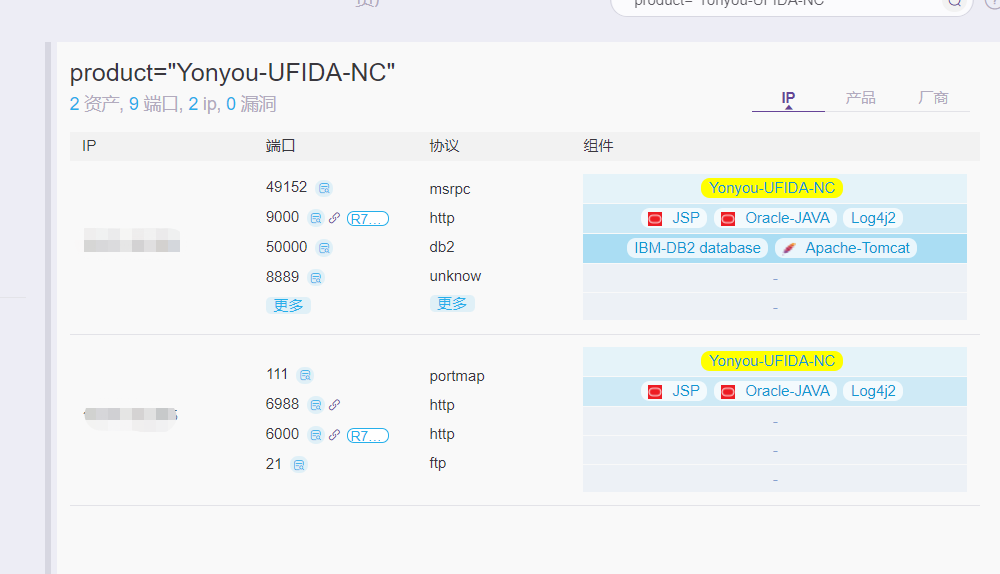 product="Yonyou-UFIDA-NC"
product="Yonyou-UFIDA-NC"
2 资产, 9 端口, 2 ip, 0 漏洞
IP 产品 厂商
IP 端口 协议 组件
49152 msrpc Yonyou-UFIDA-NC
9000 R7... http JSP Oracle-JAVA Log4j2
50000 db2 IBM-DB2 database Apache-Tomcat
8889 unknow -
更多 更多 -
111 portmap Yonyou-UFIDA-NC
6988 http JSP Oracle-JAVA Log4j2
6000 R7... http -
21 ftp -
-